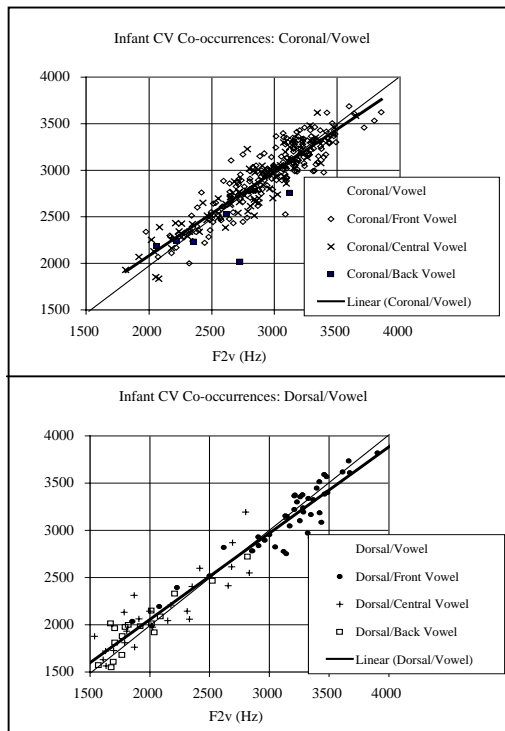 Infant CV Co-occurrences: Coronal/Vowel
4000
3500
3000
2500
2000
1500
1500 2000 2500 3000 3500 4000
F2v (Hz)
Coronal/Vowel
Coronal/Front Vowel
Coronal/Central Vowel
Coronal/Back Vowel
Linear (Coronal/Vowel)
Infant CV Co-occurrences: Dorsal/Vowel
4000
3500
3000
2500
2000
1500
1500 2000 2500 3000 3500 4000
F2v (Hz)
Dorsal/Vowel
Dorsal/Front Vowel
Dorsal/Central Vowel
Dorsal/Back Vowel
Linear (Dorsal/Vowel)